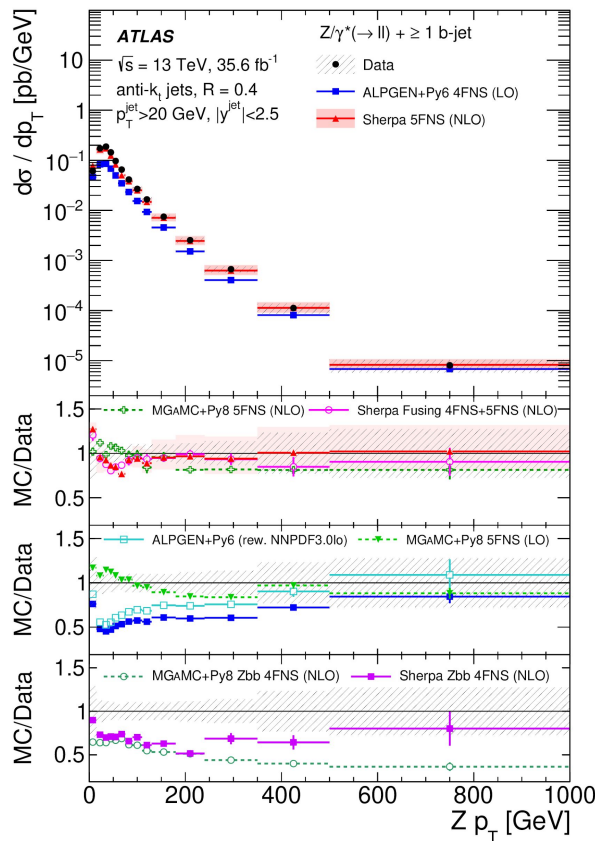 ATLAS
√s = 13 TeV, 35.6 fb⁻¹
anti-kₜ jets, R = 0.4
p_T^jet>20 GeV, |y^jet|<2.5
Z/γ*(→ll) + ≥ 1 b-jet
Data
ALPGEN+Py6 4FNS (LO)
Sherpa 5FNS (NLO)
dσ / dp_T [pb/GeV]
10
1
10⁻¹
10⁻²
10⁻³
10⁻⁴
10⁻⁵
MGAMC+Py8 5FNS (NLO)
Sherpa Fusing 4FNS+5FNS (NLO)
MC/Data
1.5
1
0.5
ALPGEN+Py6 (rew. NNPDF3.0lo)
MGAMC+Py8 5FNS (LO)
MC/Data
1.5
1
0.5
MGAMC+Py8 Zbb 4FNS (NLO)
Sherpa Zbb 4FNS (NLO)
MC/Data
1.5
1
0.5
0 200 400 600 800 1000
Z p_T [GeV]